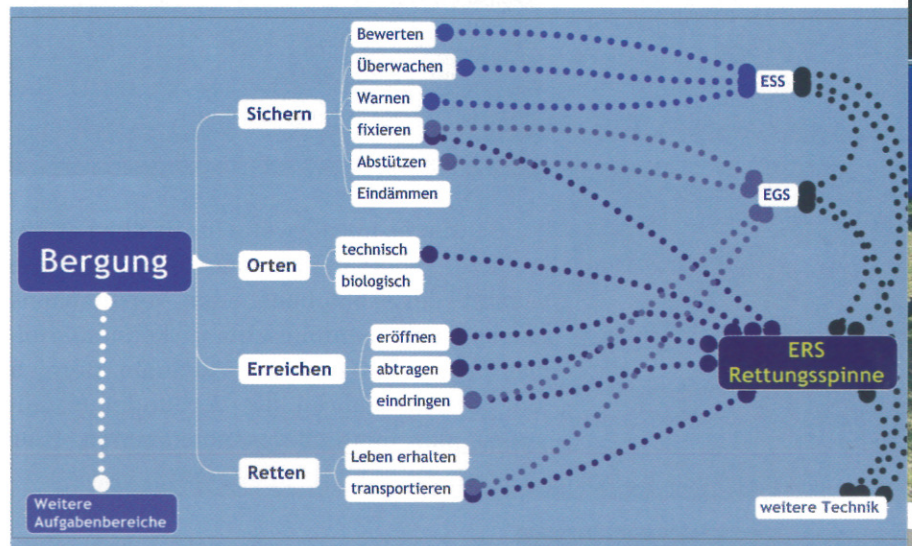 Bergung
Weitere
Aufgabenbereiche
Sichern
Bewerten
Überwachen
Warnen
fixieren
Abstützen
Eindämmen
Orten
technisch
biologisch
Erreichen
eröffnen
abtragen
eindringen
Retten
Leben erhalten
transportieren
ESS
EGS
ERS
Rettungsspinne
weitere Technik